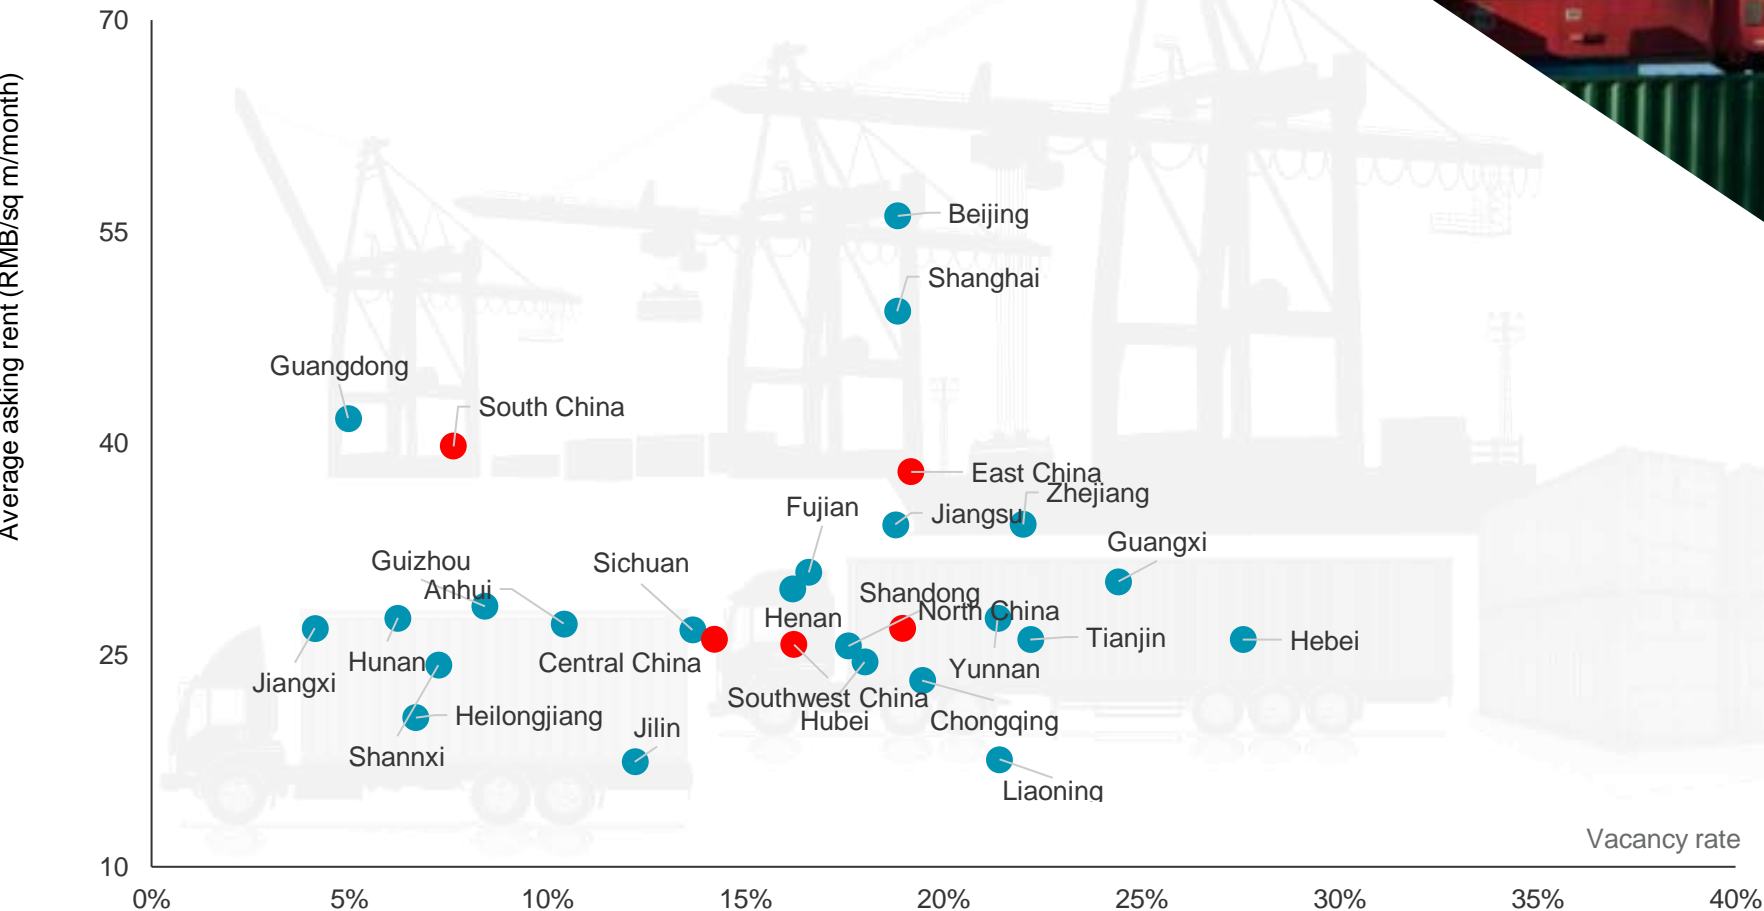 70
Average asking rent (RMB/sq m/month)
55
40
25
10
Beijing
Shanghai
Guangdong
South China
East China
Zhejiang
Fujian
Jiangsu
Guangxi
Guizhou
Sichuan
Anhui
Shandong
North China
Henan
Tianjin
Hebei
Hunan
Central China
Yunnan
Jiangxi
Southwest China
Heilongjiang
Hubei
Chongqing
Jilin
Shannxi
Liaoning
Vacancy rate
0%
5%
10%
15%
20%
25%
30%
35%
40%